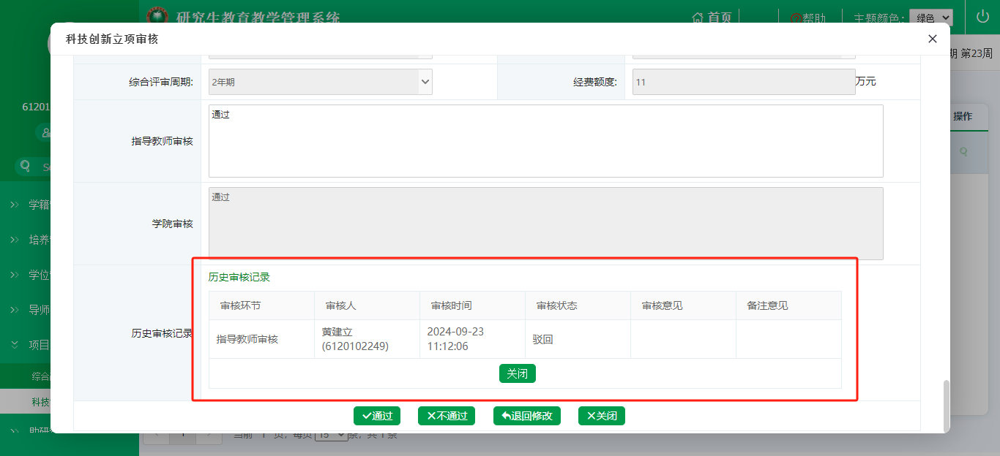 研究生教育教学管理系统
首页
帮助
主题颜色:
绿色
科技创新立项审核
期 第23周
综合评审周期:
2年期
经费额度:
11
万元
61201
操作
指导教师审核
通过
学籍
培养
学位
导师
项目
综合
科技
助研
学院审核
通过
历史审核记录
历史审核记录
审核环节 审核人 审核时间 审核状态 审核意见 备注意见
指导教师审核 黄建立 2024-09-23 驳回
(6120102249) 11:12:06
关闭
通过 不通过 退回修改 关闭
当前 1 页, 每页 15 条, 共 1 条